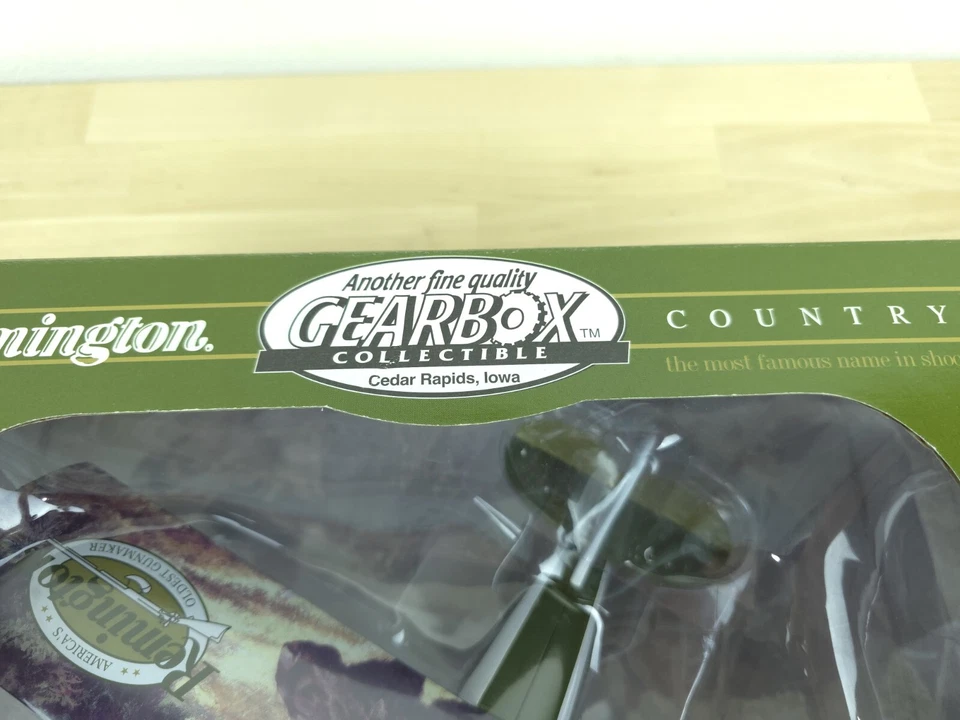 mington.
Another fine quality
GEARBOX TM
COLLECTIBLE
Cedar Rapids, Iowa
COUNTRY
the most famous name in shoo
Remington
AMERICA'S
OLDEST GUNMAKER